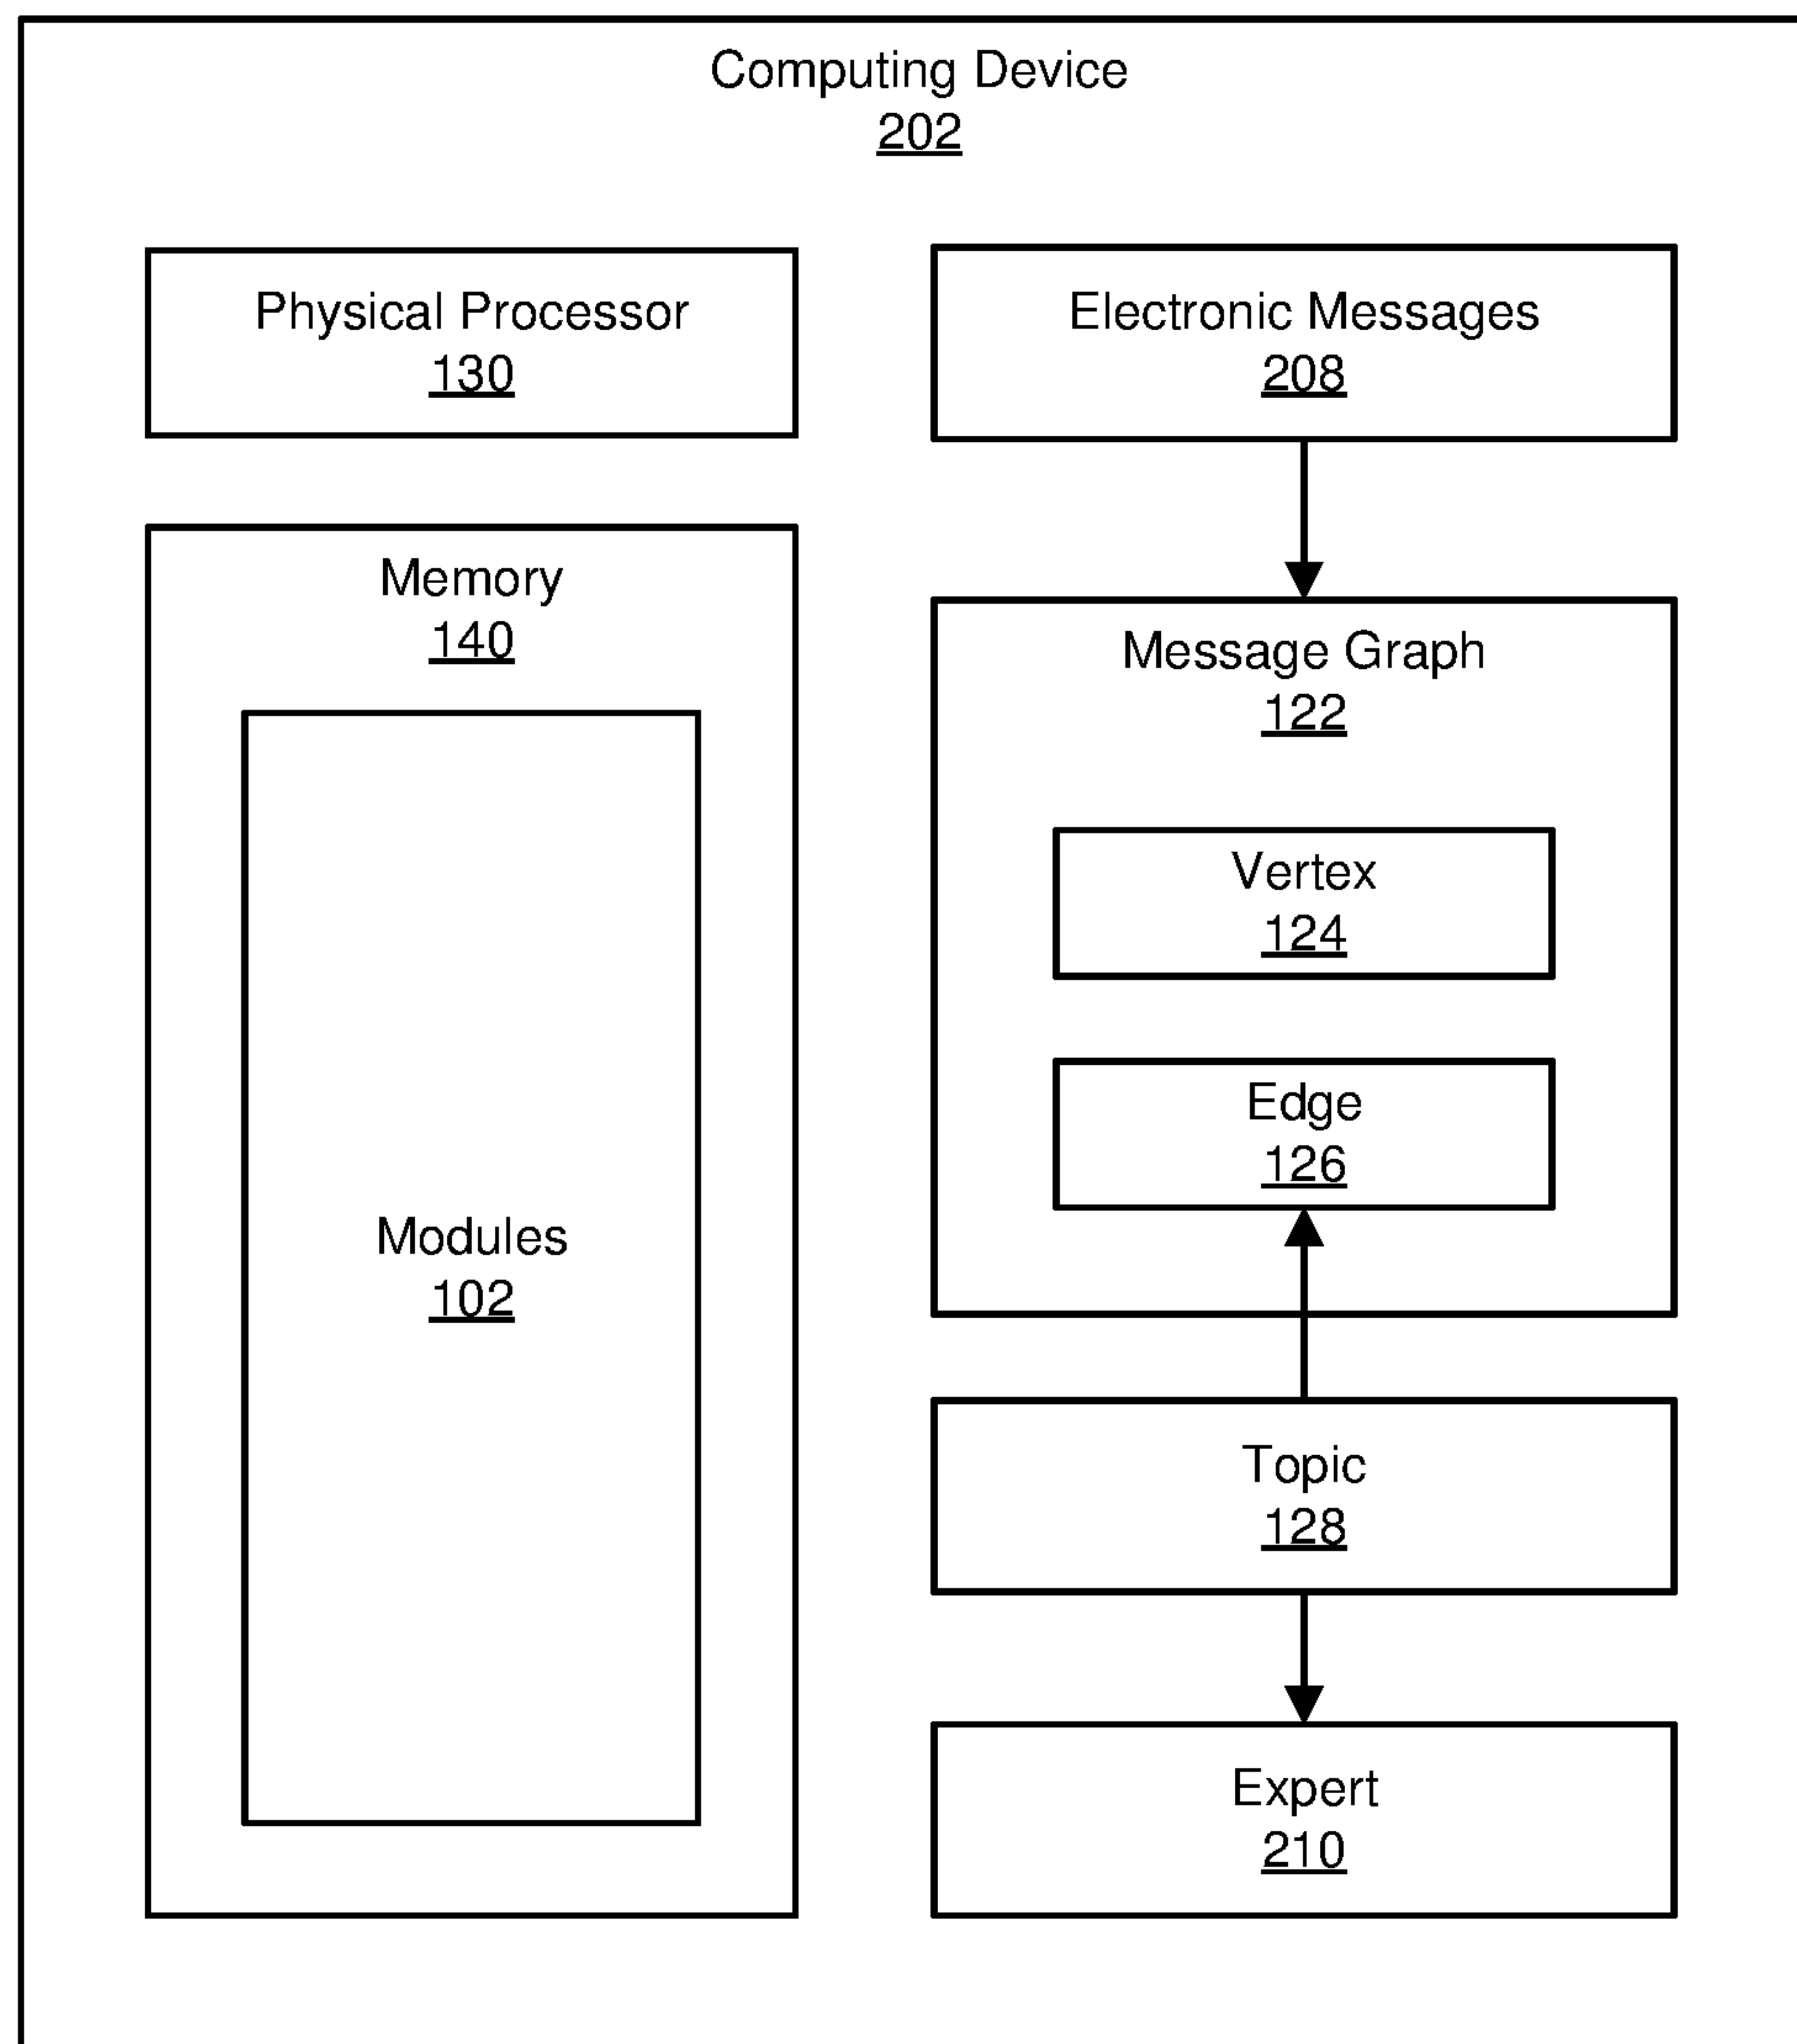 Computing Device
202
Physical Processor
130
Electronic Messages
208
Memory
140
Modules
102
Message Graph
122
Vertex
124
Edge
126
Topic
128
Expert
210